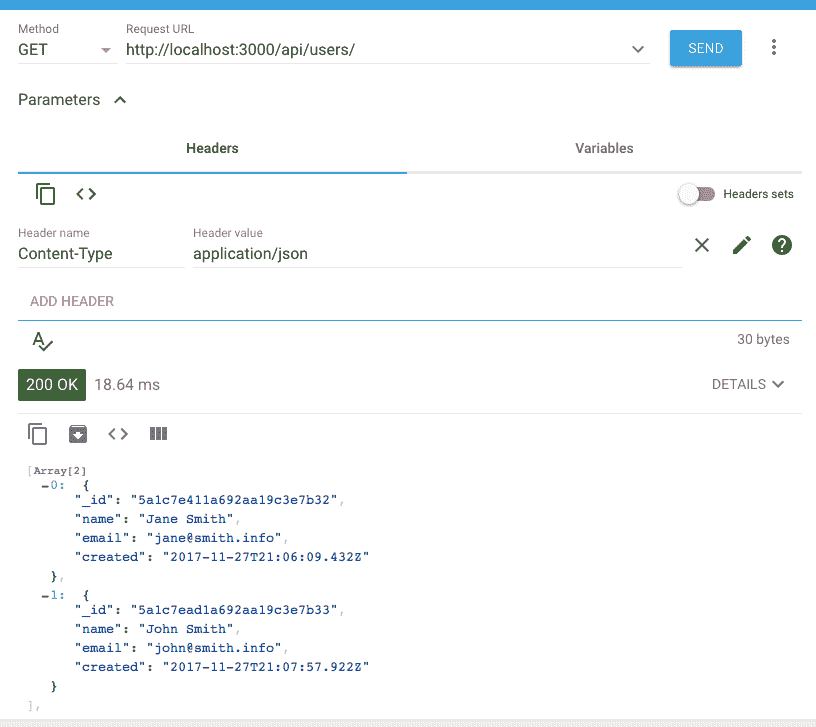 Method
Request URL
GET
http://localhost:3000/api/users/
SEND
Parameters
Headers
Variables
Headers sets
Header name
Header value
Content-Type
application/json
ADD HEADER
30 bytes
200 OK
18.64 ms
DETAILS
[Array[2]
-0: {
"_id": "5a1c7e411a692aa19c3e7b32",
"name": "Jane Smith",
"email": "jane@smith.info",
"created": "2017-11-27T21:06:09.432Z"
},
-1: {
"_id": "5a1c7ead1a692aa19c3e7b33",
"name": "John Smith",
"email": "john@smith.info",
"created": "2017-11-27T21:07:57.922Z"
}
],